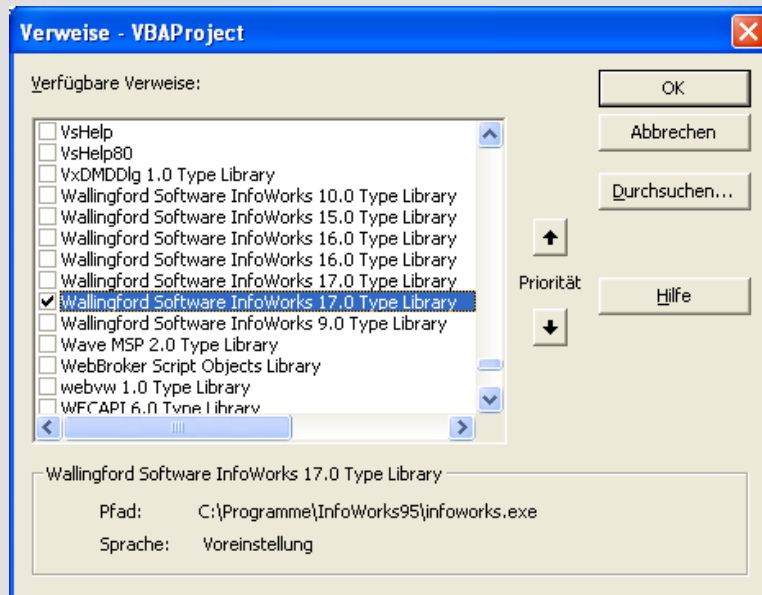 Verweise - VBAProject
Verfügbare Verweise:
VsHelp
VsHelp80
VxDMDDlg 1.0 Type Library
Wallingford Software InfoWorks 10.0 Type Library
Wallingford Software InfoWorks 15.0 Type Library
Wallingford Software InfoWorks 16.0 Type Library
Wallingford Software InfoWorks 16.0 Type Library
Wallingford Software InfoWorks 17.0 Type Library
Wallingford Software InfoWorks 17.0 Type Library
Wallingford Software InfoWorks 9.0 Type Library
Wave MSP 2.0 Type Library
WebBroker Script Objects Library
webvw 1.0 Type Library
WECAPI 6.0 Type Library
Priorität
OK
Abbrechen
Durchsuchen...
Hilfe
Wallingford Software InfoWorks 17.0 Type Library
Pfad: C:\Programme\InfoWorks95\infoworks.exe
Sprache: Voreinstellung